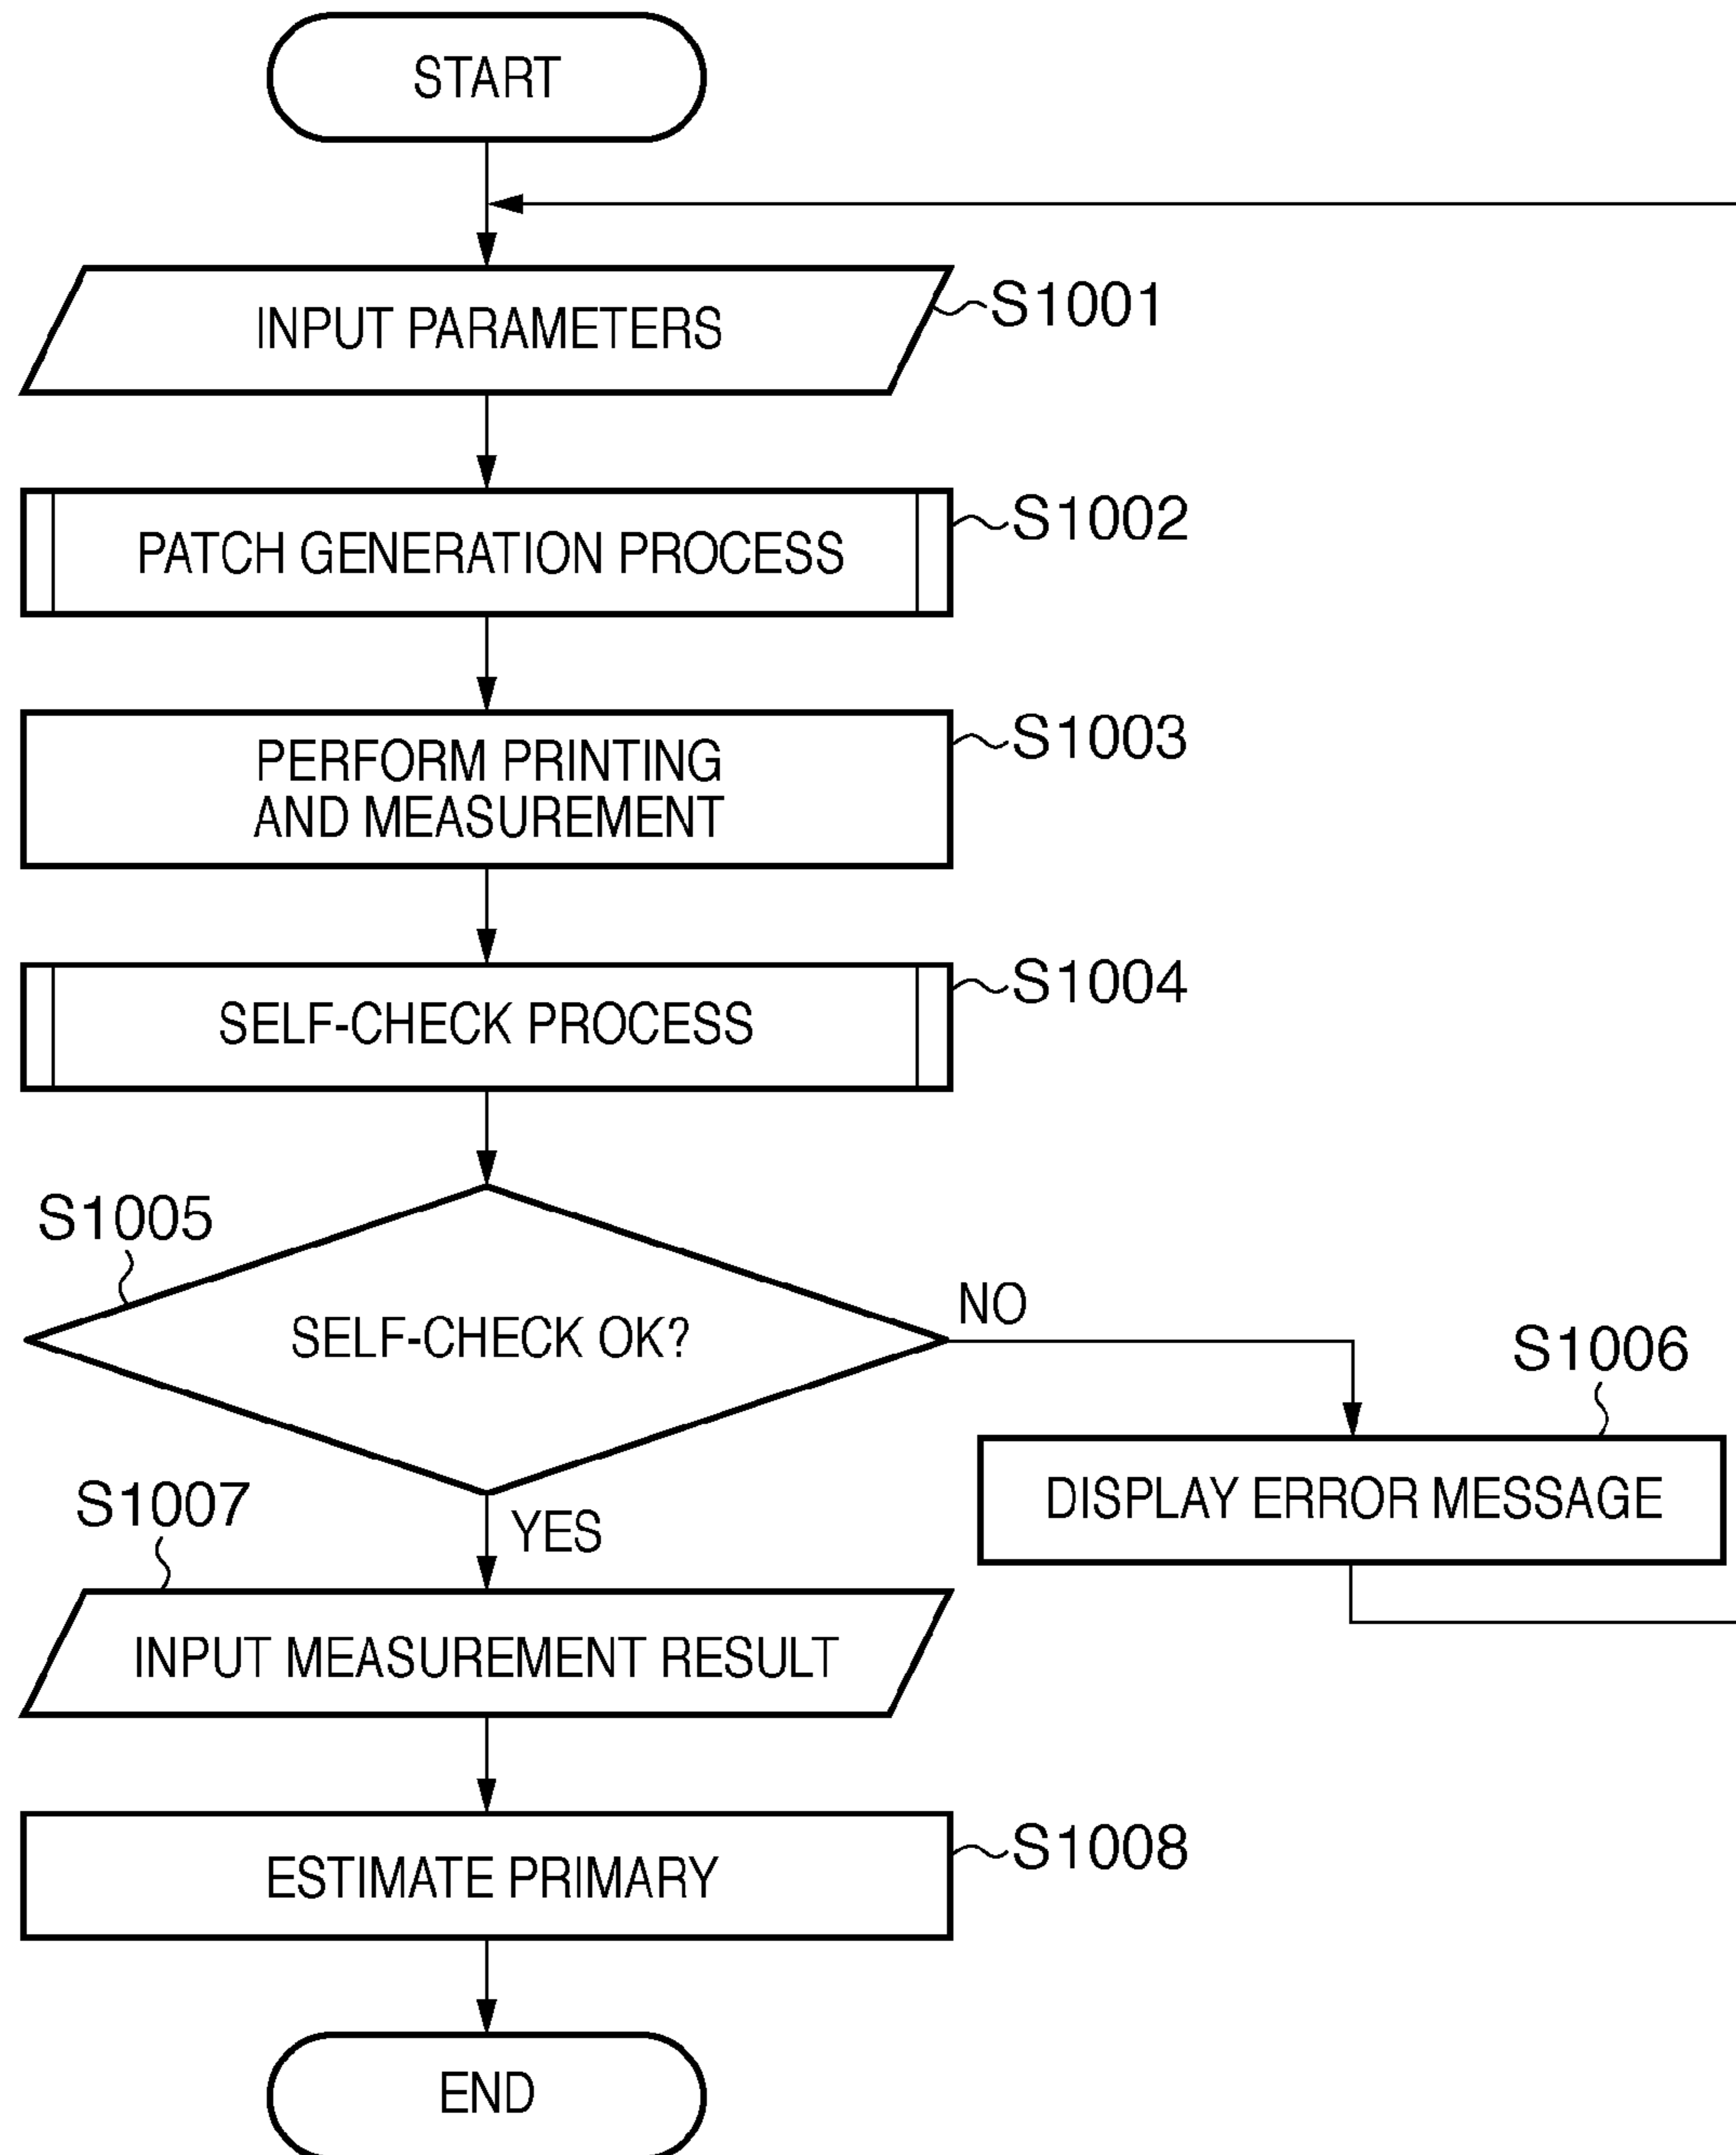 START
INPUT PARAMETERS
S1001
PATCH GENERATION PROCESS
S1002
PERFORM PRINTING
AND MEASUREMENT
S1003
SELF-CHECK PROCESS
S1004
S1005
SELF-CHECK OK?
NO
S1006
DISPLAY ERROR MESSAGE
YES
S1007
INPUT MEASUREMENT RESULT
ESTIMATE PRIMARY
S1008
END